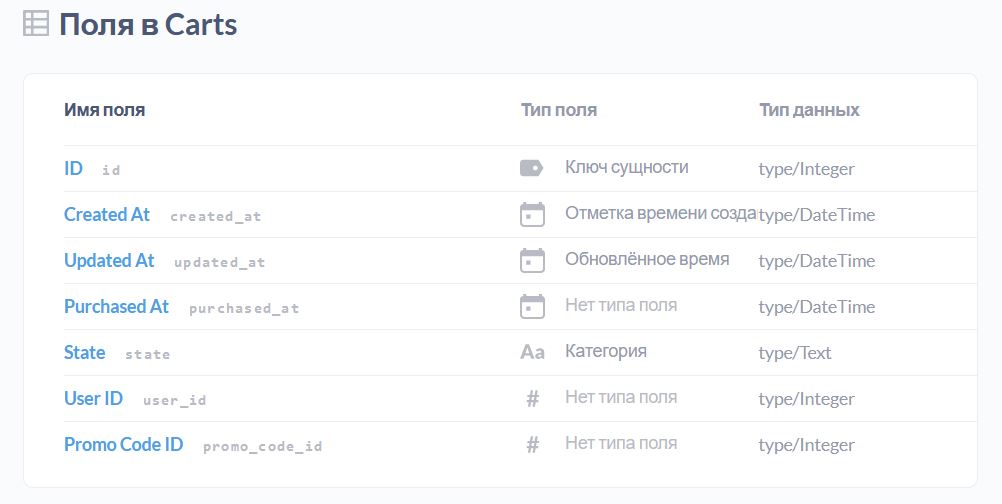 Поля в Carts
Имя поля Тип поля Тип данных
ID id Ключ сущности type/Integer
Created At created_at Отметка времени созда type/DateTime
Updated At updated_at Обновлённое время type/DateTime
Purchased At purchased_at Нет типа поля type/DateTime
State state Aa Категория type/Text
User ID user_id # Нет типа поля type/Integer
Promo Code ID promo_code_id # Нет типа поля type/Integer